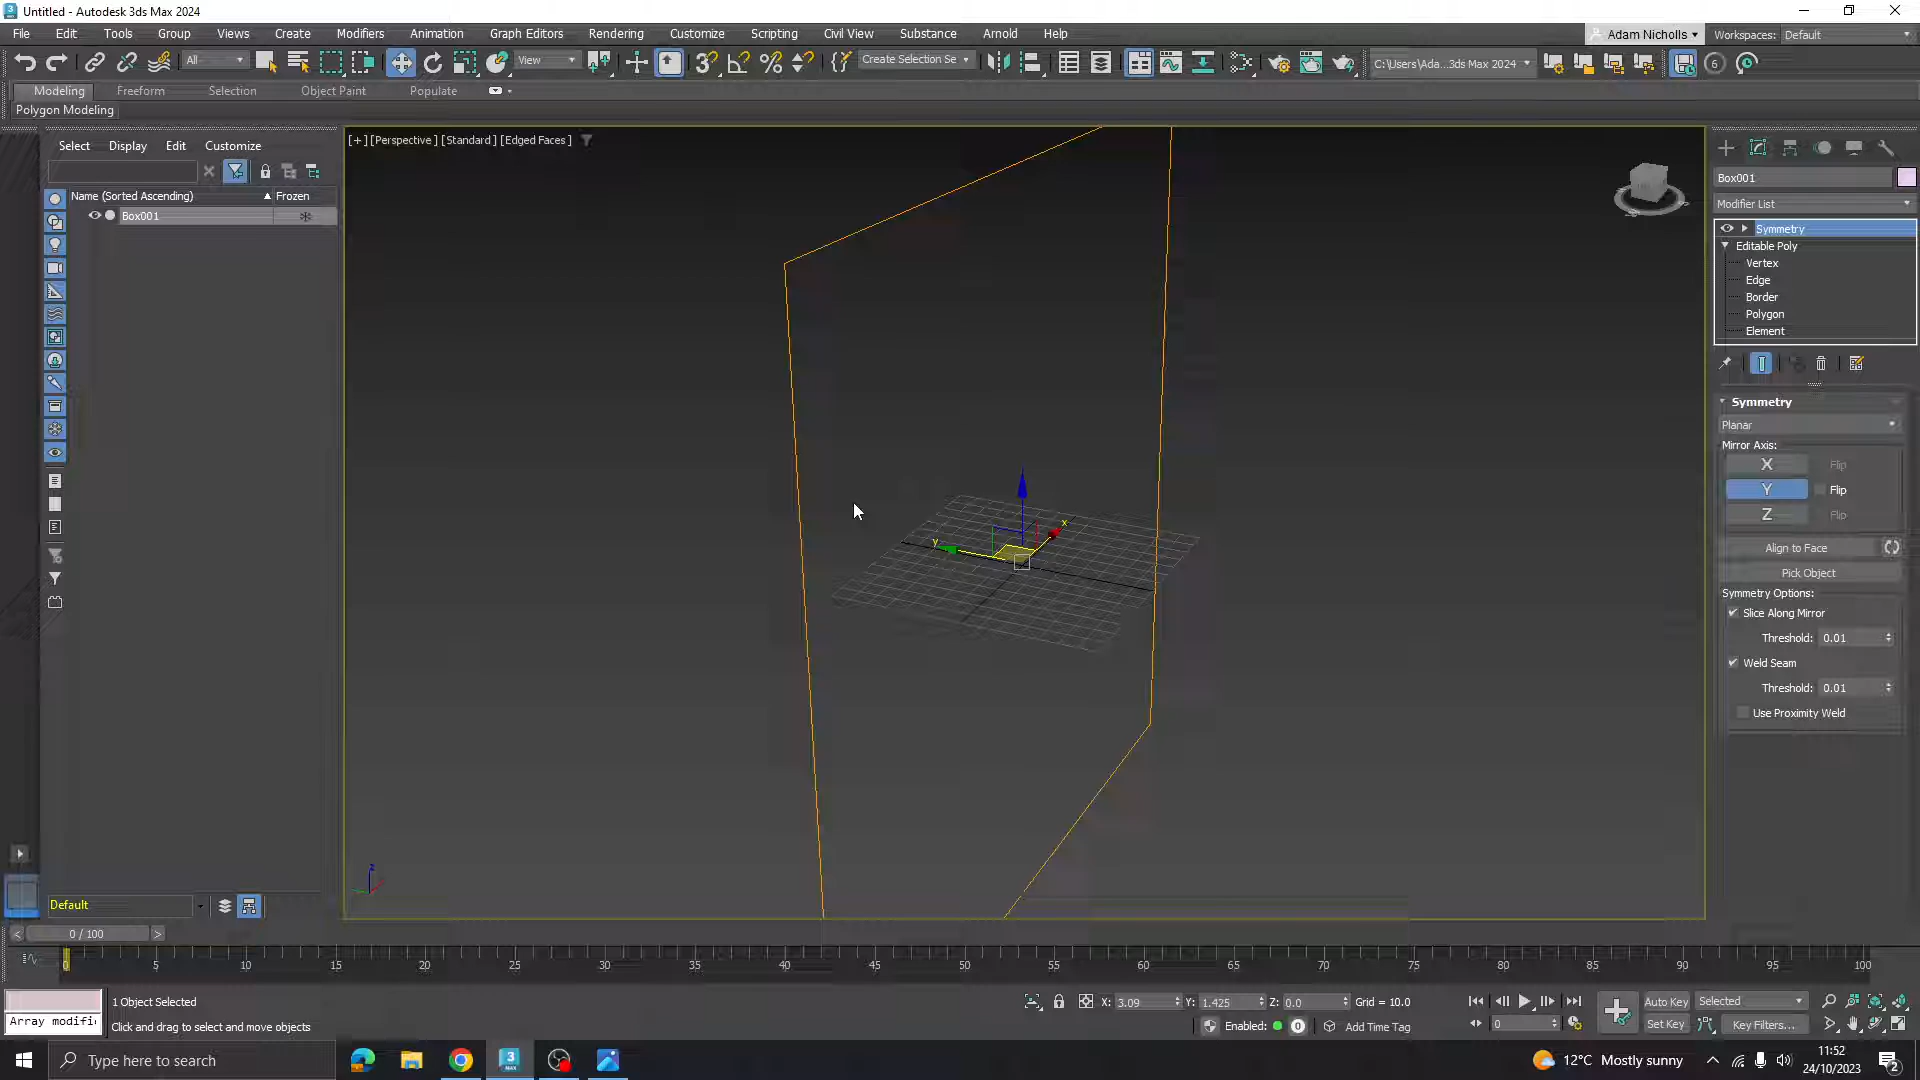 Untitled - Autodesk 3ds Max 2024
File Edit Tools Group Views Create Modifiers Animation Graph Editors Rendering Customize Scripting Civil View Substance Arnold Help
Adam Nicholls
Workspaces: Default
All
View
Create Selection Se
C:\Users\Ada...3ds Max 2024
6
Modeling Freeform Selection Object Paint Populate
Polygon Modeling
Select Display Edit Customize
Name (Sorted Ascending) Frozen
Box001
Default
[+] [Perspective] [Standard] [Edged Faces]
x
y
z
Box001
Modifier List
Symmetry
Editable Poly
Vertex
Edge
Border
Polygon
Element
Symmetry
Planar
Mirror Axis:
X Flip
Y Flip
Z Flip
Align to Face
Pick Object
Symmetry Options:
Slice Along Mirror
Threshold: 0.01
Weld Seam
Threshold: 0.01
Use Proximity Weld
< 0 / 100 >
0 5 10 15 20 25 30 35 40 45 50 55 60 65 70 75 80 85 90 95 100
1 Object Selected
X: 3.09 Y: 1.425 Z: 0.0 Grid = 10.0
Auto Key Selected
Array modifi
Click and drag to select and move objects
Enabled: 0 Add Time Tag
0
Set Key Key Filters...
Type here to search
3
MAX
12°C Mostly sunny
11:52
24/10/2023
2